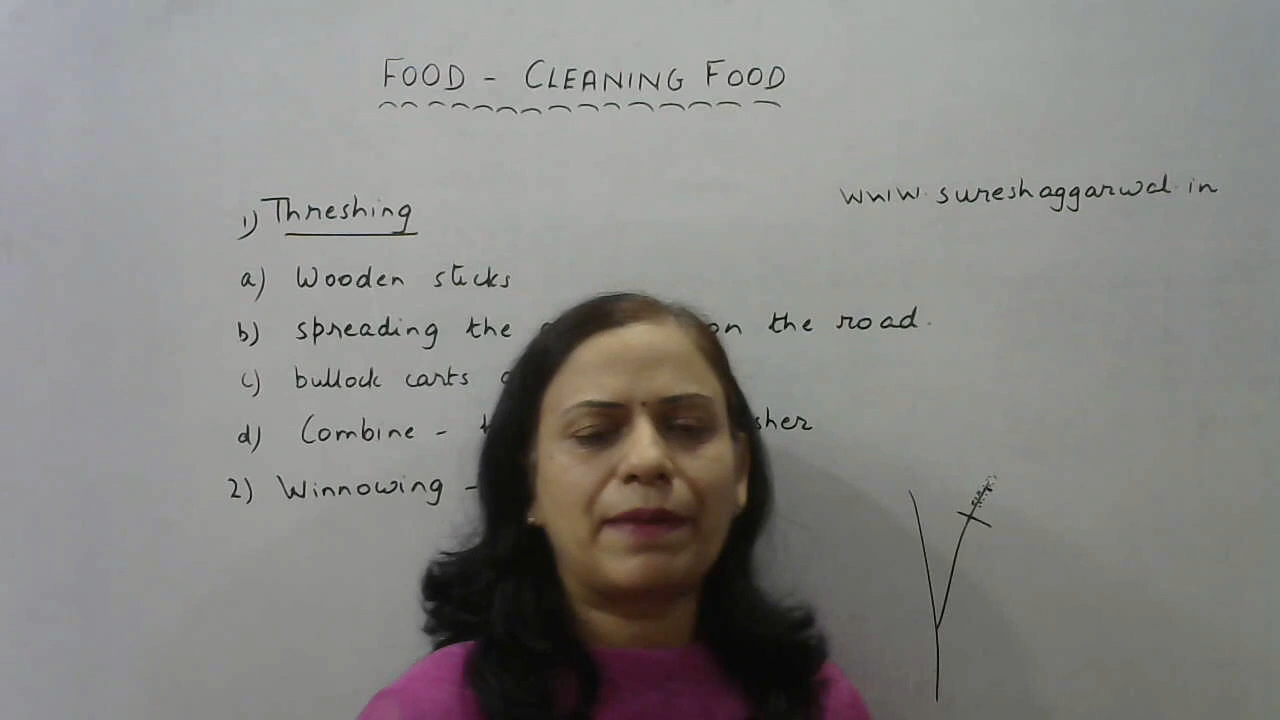 FOOD - CLEANING FOOD
www.sureshaggarwal.in
1) Threshing
a) Wooden sticks
b) spreading the on the road.
c) bullock carts
d) Combine -
2) Winnowing -